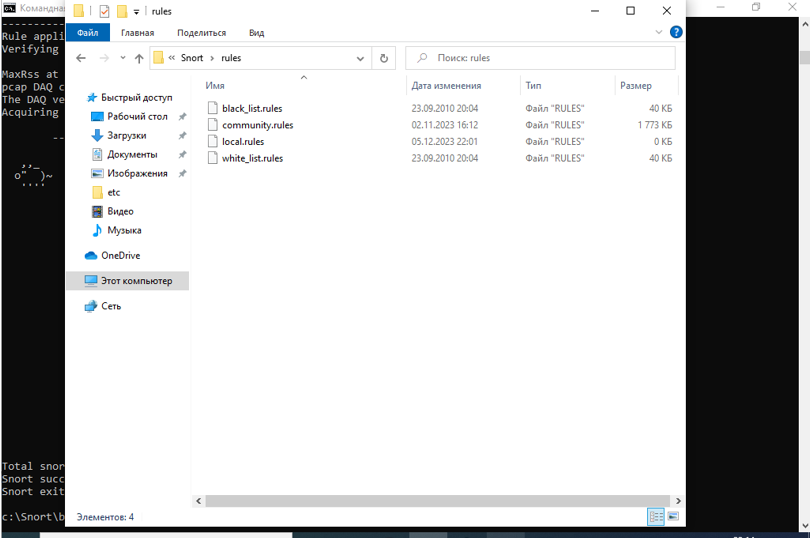 Командная
rules
Файл Главная Поделиться Вид
« Snort › rules
Поиск: rules
Имя Дата изменения Тип Размер
black_list.rules 23.09.2010 20:04 Файл "RULES" 40 КБ
community.rules 02.11.2023 16:12 Файл "RULES" 1 773 КБ
local.rules 05.12.2023 22:01 Файл "RULES" 0 КБ
white_list.rules 23.09.2010 20:04 Файл "RULES" 40 КБ
Быстрый доступ
Рабочий стол
Загрузки
Документы
Изображения
etc
Видео
Музыка
OneDrive
Этот компьютер
Сеть
Элементов: 4
Rule appli
Verifying
MaxRss at
pcap DAQ c
The DAQ ve
Acquiring
--
,,_
o" )~
''''
Total snor
Snort succ
Snort exit
c:\Snort\b